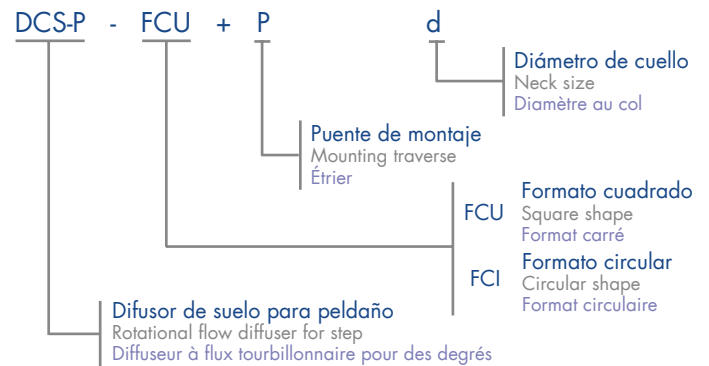 DCS-P - FCU + P d
Diámetro de cuello
Neck size
Diamètre au col
Puente de montaje
Mounting traverse
Étrier
FCU Formato cuadrado
Square shape
Format carré
FCI Formato circular
Circular shape
Format circulaire
Difusor de suelo para peldaño
Rotational flow diffuser for step
Diffuseur à flux tourbillonnaire pour des degrés